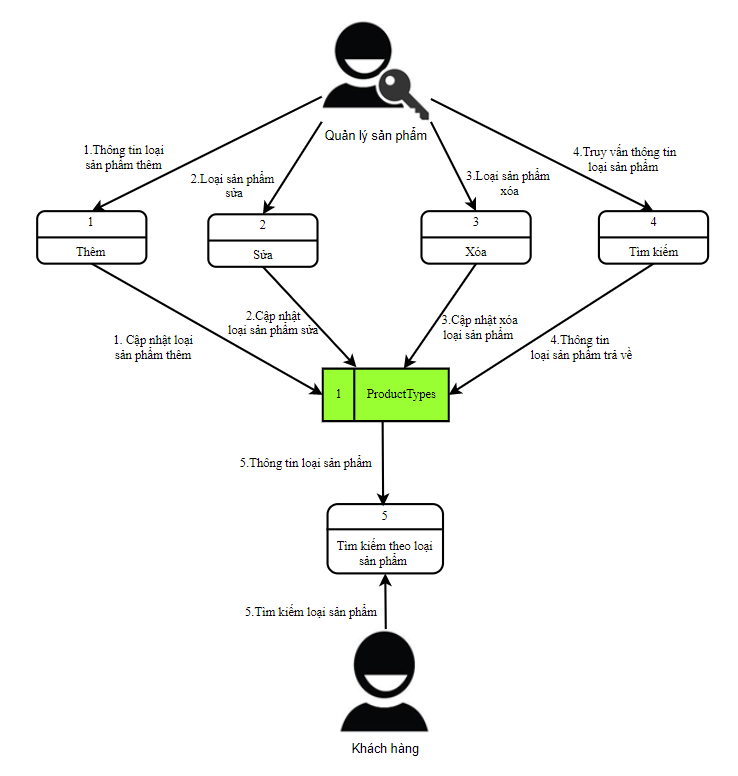 Quản lý sản phẩm
1.Thông tin loại
sản phẩm thêm
2.Loại sản phẩm
sửa
3.Loại sản phẩm
xóa
4.Truy vấn thông tin
loại sản phẩm
1
Thêm
2
Sửa
3
Xóa
4
Tìm kiếm
1. Cập nhật loại
sản phẩm thêm
2.Cập nhật
loại sản phẩm sửa
3.Cập nhật xóa
loại sản phẩm
4.Thông tin
loại sản phẩm trả về
1
ProductTypes
5.Thông tin loại sản phẩm
5
Tìm kiếm theo loại
sản phẩm
5.Tìm kiếm loại sản phẩm
Khách hàng